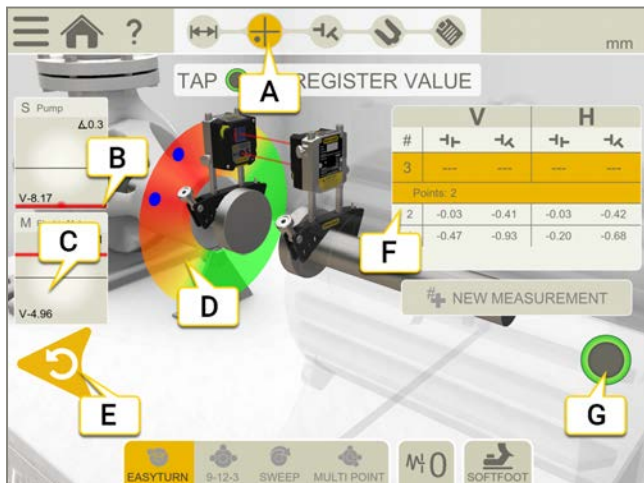 ?
mm
TAP REGISTER VALUE
A
S Pump
∡0.3
B
V-8.17
M
C
V-4.96
D
E
V H
#
3 --- --- --- ---
Points: 2
2 -0.03 -0.41 -0.03 -0.42
-0.47 -0.93 -0.20 -0.68
F
NEW MEASUREMENT
G
EASYTURN 9-12-3 SWEEP MULTI POINT
0
SOFTFOOT